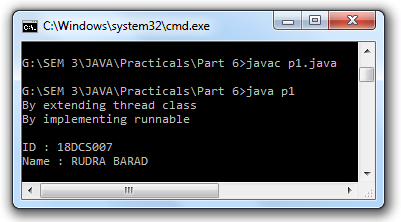 C:\Windows\system32\cmd.exe
G:\SEM 3\JAVA\Practicals\Part 6>javac p1.java
G:\SEM 3\JAVA\Practicals\Part 6>java p1
By extending thread class
By implementing runnable
ID : 18DCS007
Name : RUDRA BARAD